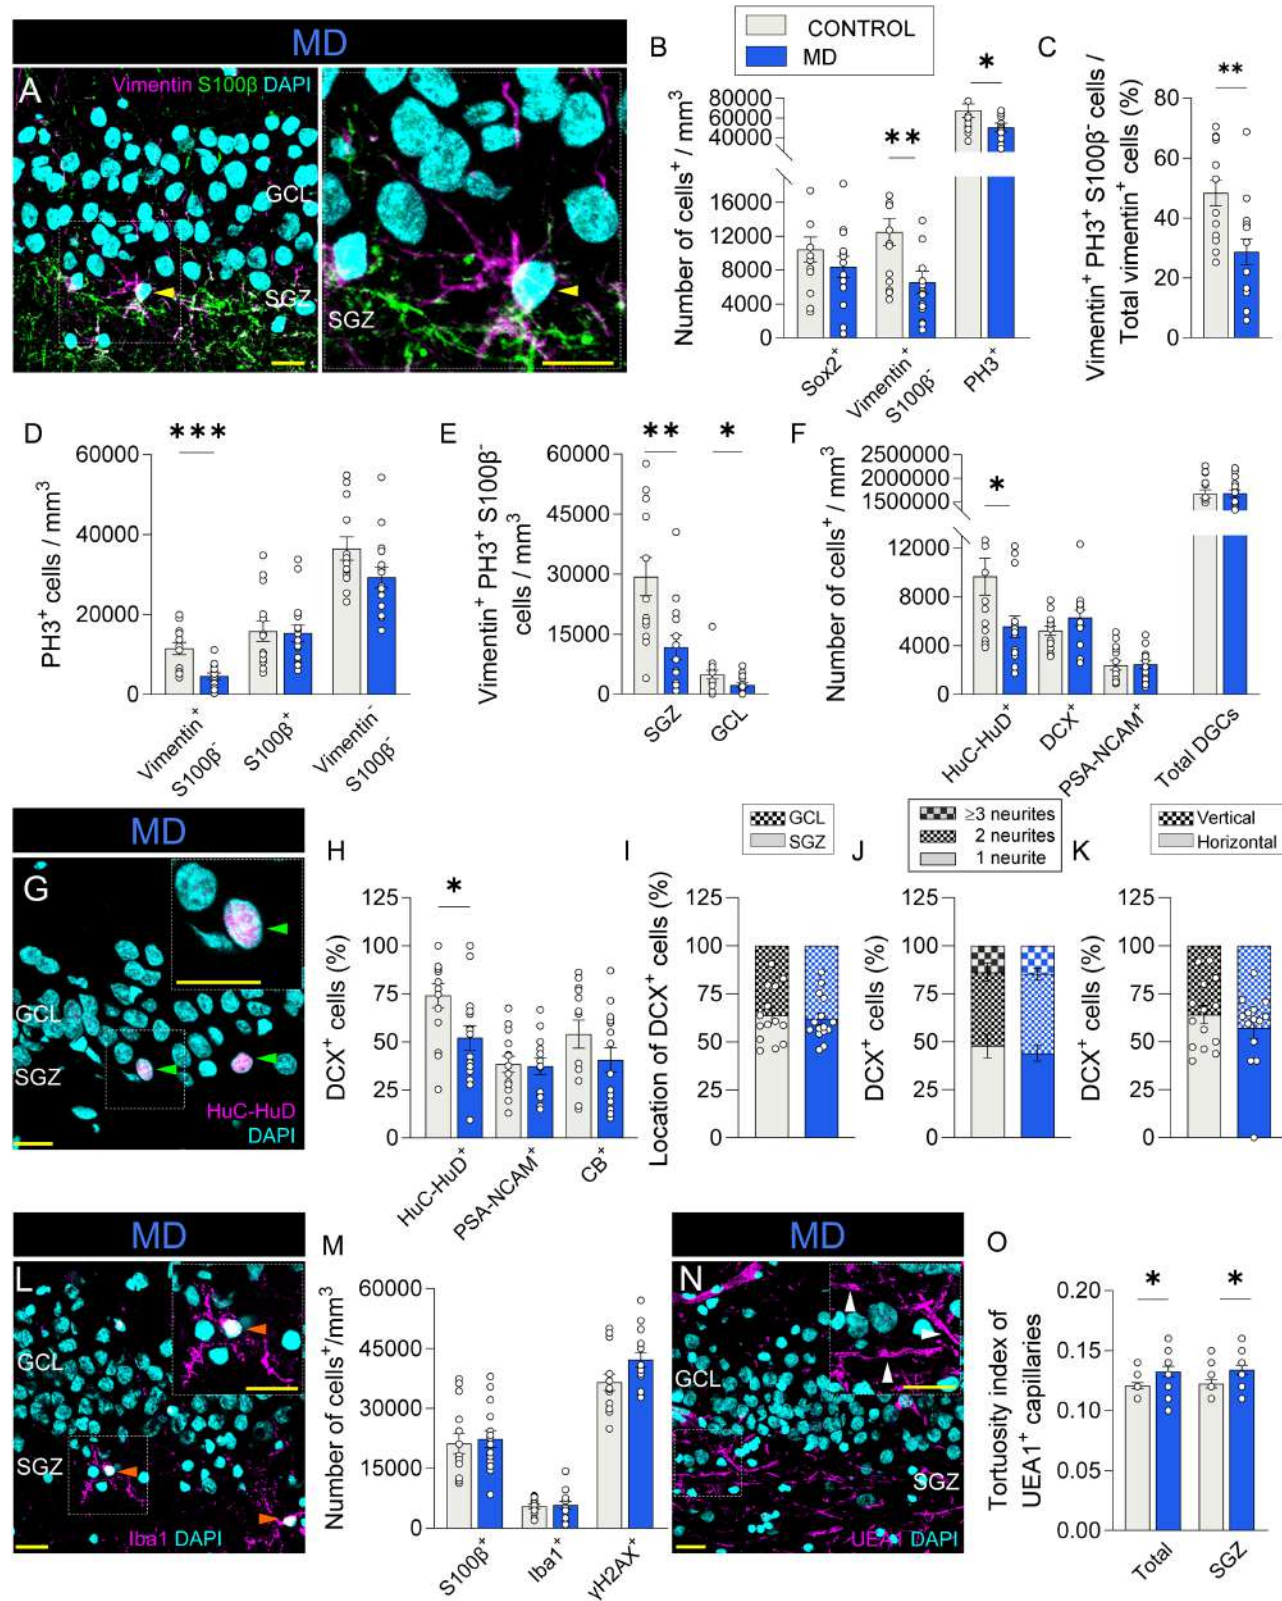 MD
A
Vimentin S100β DAPI
GCL
SGZ
SGZ
B
CONTROL
MD
Number of cells⁺ / mm³
80000
60000
40000
16000
12000
8000
4000
0
**
*
Sox2⁺
Vimentin⁺
S100β⁻
PH3⁺
C
Vimentin⁺ PH3⁺ S100β⁻ cells /
Total vimentin⁺ cells (%)
**
80
60
40
20
0
D
PH3⁺ cells / mm³
***
60000
40000
20000
0
Vimentin⁺
S100β⁻
S100β⁺
Vimentin⁻
S100β⁻
E
Vimentin⁺ PH3⁺ S100β⁻
cells / mm³
**
*
60000
45000
30000
15000
0
SGZ
GCL
F
Number of cells⁺ / mm³
2500000
2000000
1500000
12000
8000
4000
0
*
HuC-HuD⁺
DCX⁺
PSA-NCAM⁺
Total DGCs
MD
G
GCL
SGZ
HuC-HuD
DAPI
H
DCX⁺ cells (%)
*
125
100
75
50
25
0
HuC-HuD⁺
PSA-NCAM⁺
CB⁺
I
GCL
SGZ
Location of DCX⁺ cells (%)
125
100
75
50
25
0
J
≥3 neurites
2 neurites
1 neurite
DCX⁺ cells (%)
125
100
75
50
25
0
K
Vertical
Horizontal
DCX⁺ cells (%)
125
100
75
50
25
0
MD
L
GCL
SGZ
Iba1 DAPI
M
Number of cells⁺/mm³
60000
45000
30000
15000
0
S100β⁺
Iba1⁺
γH2AX⁺
MD
N
GCL
SGZ
UEA1 DAPI
O
Tortuosity index of
UEA1⁺ capillaries
*
*
0.20
0.15
0.10
0.05
0.00
Total
SGZ